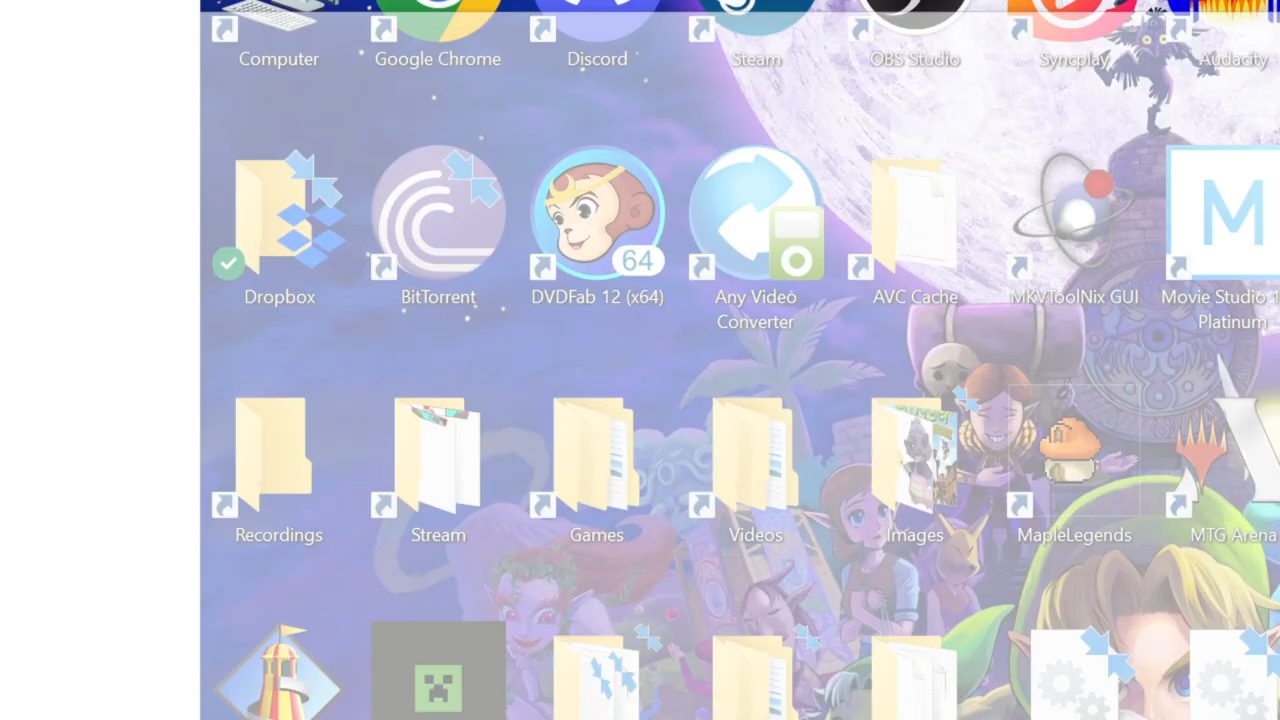 Computer
Google Chrome
Discord
Steam
OBS Studio
Syncplay
Audacity
64
M
Dropbox
BitTorrent
DVDFab 12 (x64)
Any Video
Converter
AVC Cache
MKVToolNix GUI
Movie Studio
Platinum
Recordings
Stream
Games
Videos
Images
MapleLegends
MTG Arena